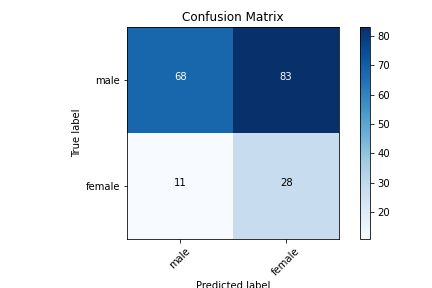 Confusion Matrix
True label
male
68
83
female
11
28
male
female
Predicted label
80
70
60
50
40
30
20